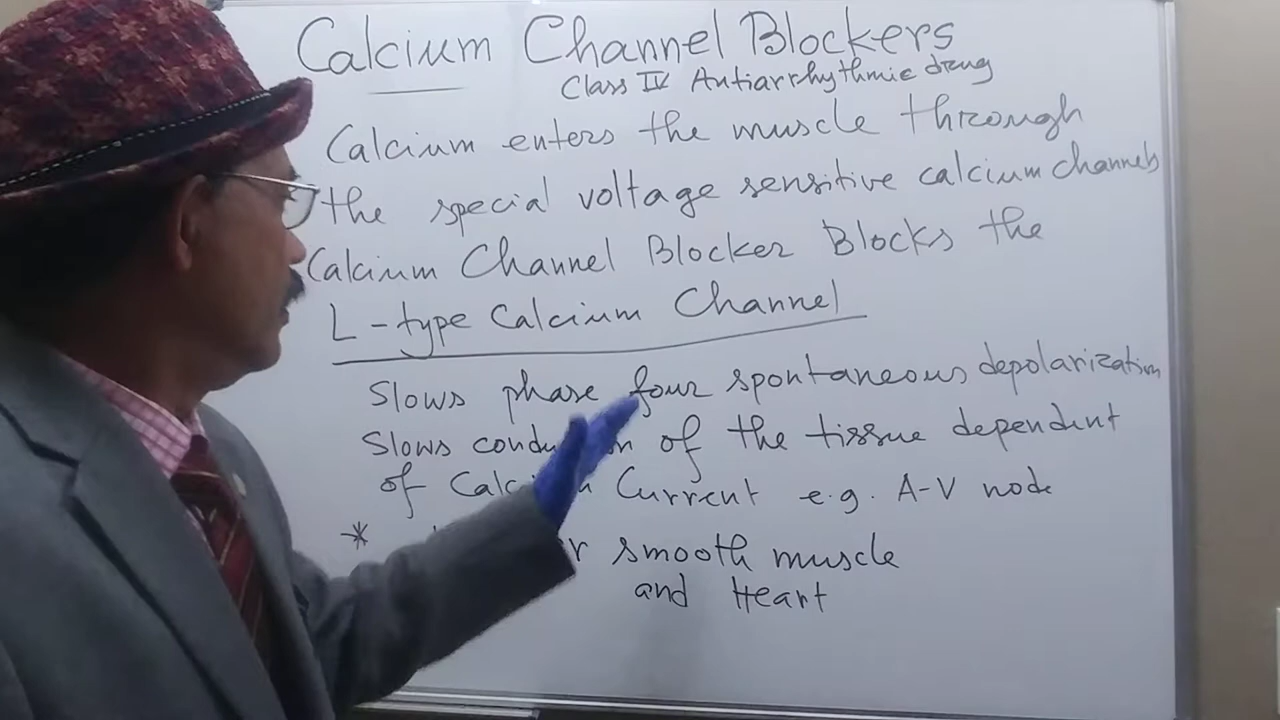 Calcium Channel Blockers
Class IV Antiarrhythmic drug
Calcium enters the muscle through
the special voltage sensitive calcium channels
Calcium Channel Blocker Blocks the
L-type Calcium Channel
Slows phase four spontaneous depolarization
Slows conduction of the tissue dependent
of Calcium Current e.g. A-V node
* smooth muscle
and Heart